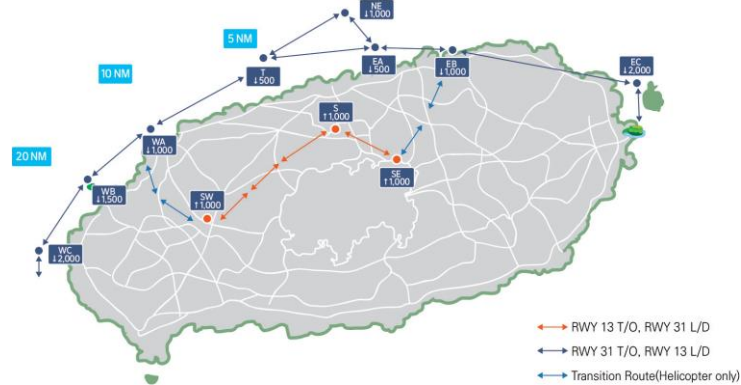 NE
↓1,000
5 NM
EA
↓500
EB
↓1,000
T
↓500
EC
↓2,000
10 NM
S
↑1,000
WA
↓1,000
20 NM
SE
↑1,000
WB
↓1,500
SW
↑1,000
WC
↓2,000
RWY 13 T/O, RWY 31 L/D
RWY 31 T/O, RWY 13 L/D
Transition Route(Helicopter only)